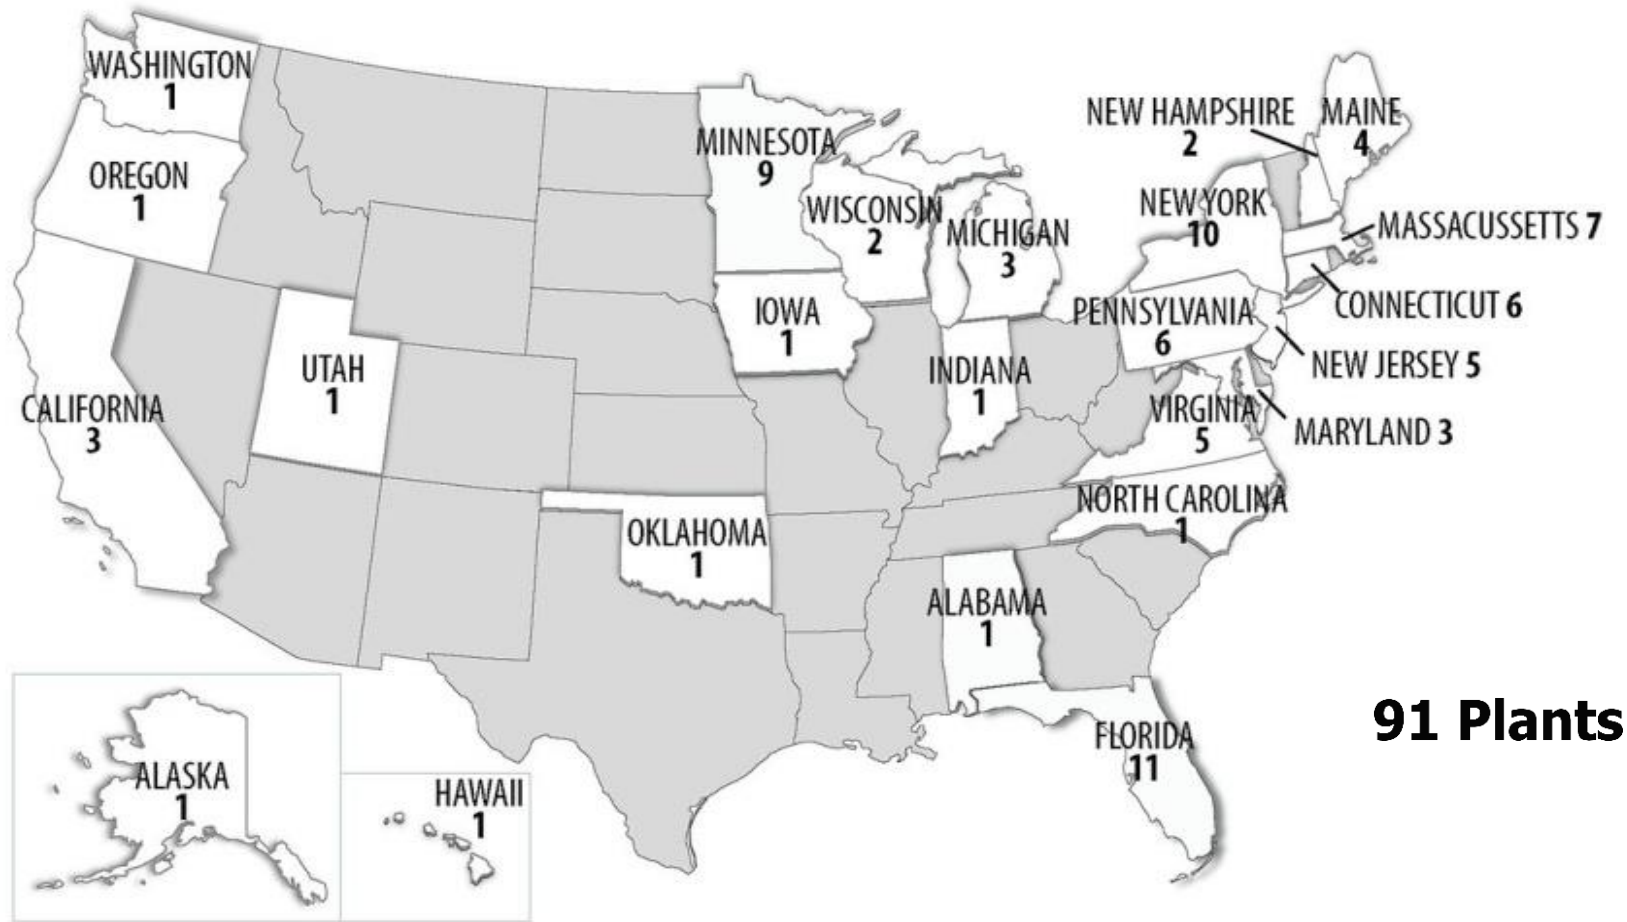 WASHINGTON
1
OREGON
1
CALIFORNIA
3
UTAH
1
MINNESOTA
9
WISCONSIN
2
MICHIGAN
3
IOWA
1
INDIANA
1
OKLAHOMA
1
ALABAMA
1
FLORIDA
11
NORTH CAROLINA
1
VIRGINIA
5
PENNSYLVANIA
6
NEW YORK
10
NEW HAMPSHIRE
2
MAINE
4
MASSACUSSETTS 7
CONNECTICUT 6
NEW JERSEY 5
MARYLAND 3
ALASKA
1
HAWAII
1
91 Plants